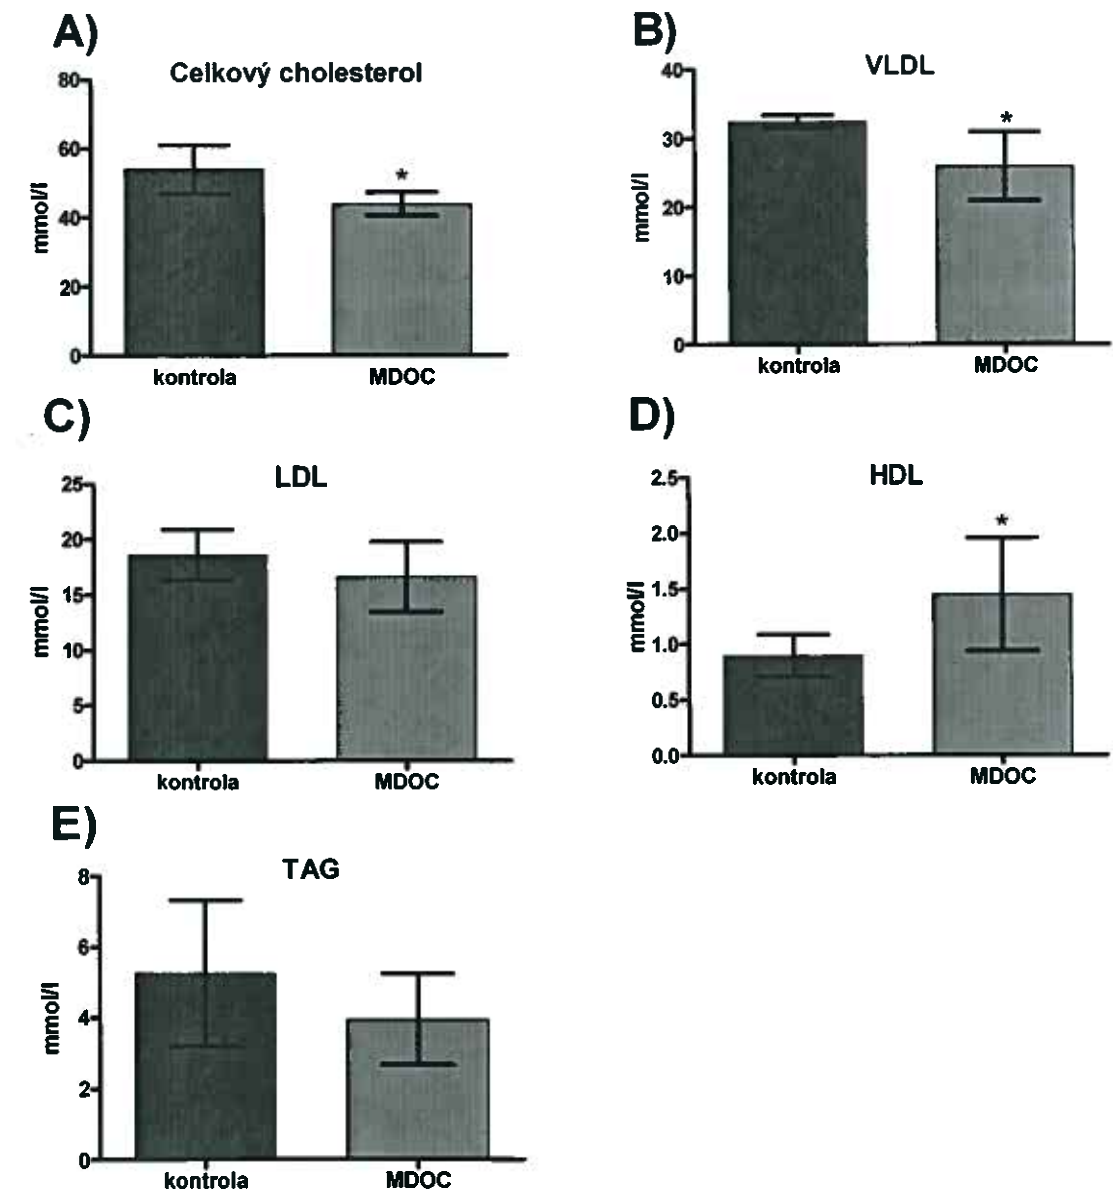 A)
Celkový cholesterol
80
60
40
20
0
mmol/l
*
kontrola
MDOC
B)
VLDL
40
30
20
10
0
mmol/l
*
kontrola
MDOC
C)
LDL
25
20
15
10
5
0
mmol/l
kontrola
MDOC
D)
HDL
2.5
2.0
1.5
1.0
0.5
0.0
mmol/l
*
kontrola
MDOC
E)
TAG
8
6
4
2
0
mmol/l
kontrola
MDOC